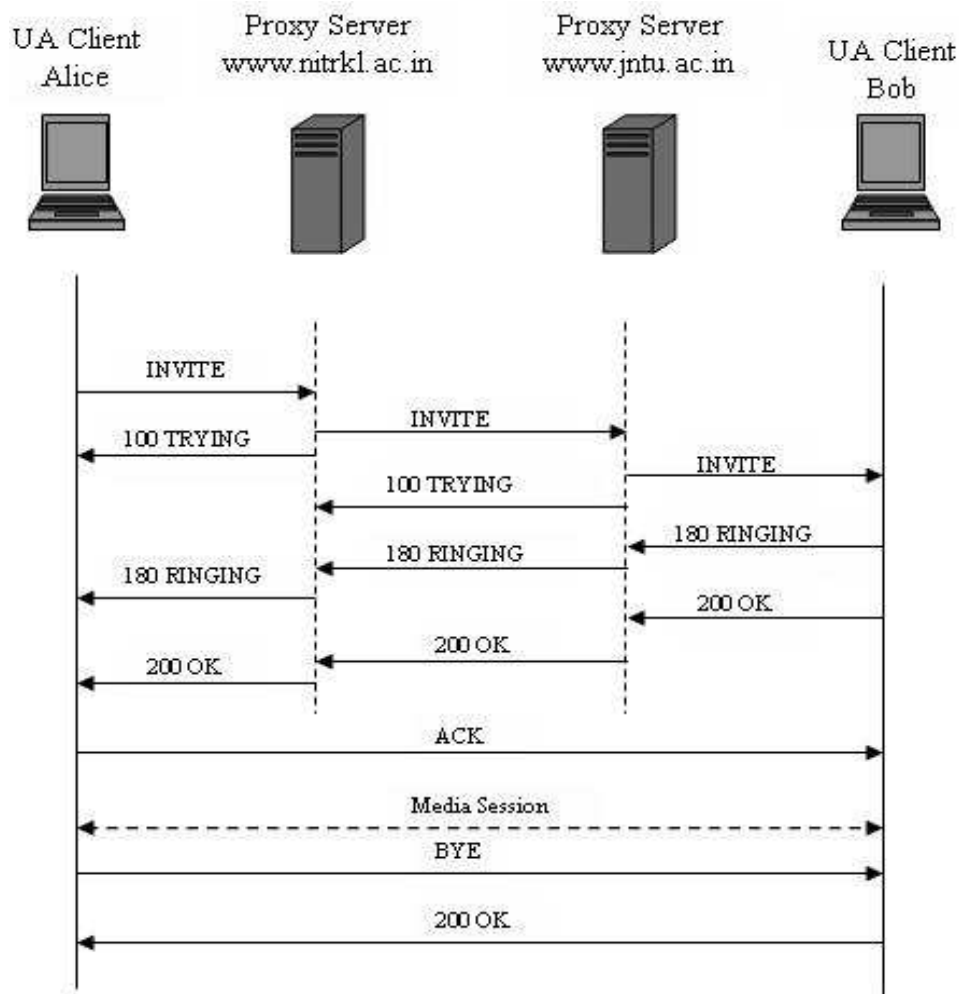 UA Client
Alice
Proxy Server
www.nitrkl.ac.in
Proxy Server
www.jntu.ac.in
UA Client
Bob
INVITE
INVITE
100 TRYING
INVITE
100 TRYING
180 RINGING
180 RINGING
180 RINGING
200 OK
200 OK
200 OK
ACK
Media Session
BYE
200 OK